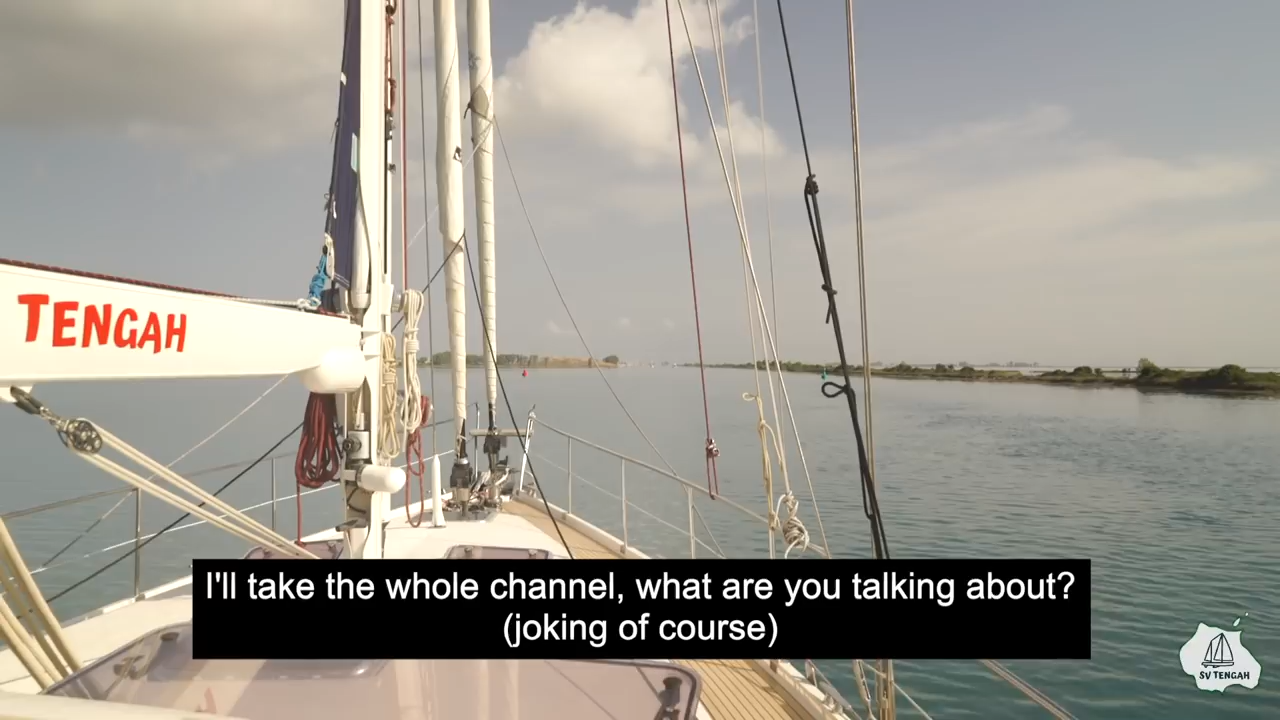 TENGAH
I'll take the whole channel, what are you talking about?
(joking of course)
SV TENGAH